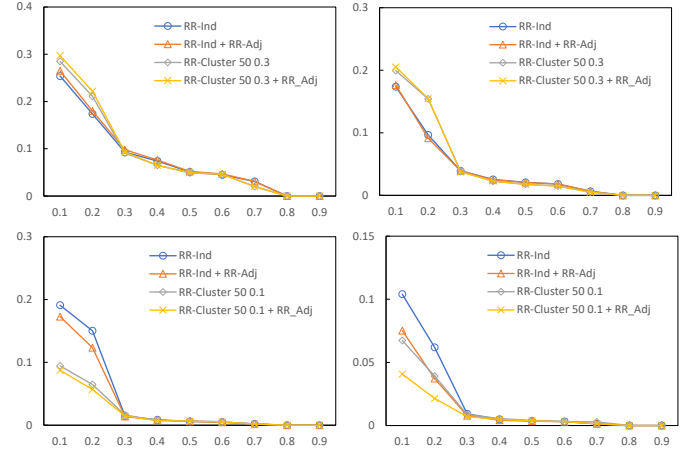 0.4
0.3
0.2
0.1
0
0.1 0.2 0.3 0.4 0.5 0.6 0.7 0.8 0.9
RR-Ind
RR-Ind + RR-Adj
RR-Cluster 50 0.3
RR-Cluster 50 0.3 + RR_Adj
0.3
0.2
0.1
0
0.1 0.2 0.3 0.4 0.5 0.6 0.7 0.8 0.9
RR-Ind
RR-Ind + RR-Adj
RR-Cluster 50 0.3
RR-Cluster 50 0.3 + RR_Adj
0.3
0.2
0.1
0
0.1 0.2 0.3 0.4 0.5 0.6 0.7 0.8 0.9
RR-Ind
RR-Ind + RR-Adj
RR-Cluster 50 0.1
RR-Cluster 50 0.1 + RR_Adj
0.15
0.1
0.05
0
0.1 0.2 0.3 0.4 0.5 0.6 0.7 0.8 0.9
RR-Ind
RR-Ind + RR-Adj
RR-Cluster 50 0.1
RR-Cluster 50 0.1 + RR_Adj